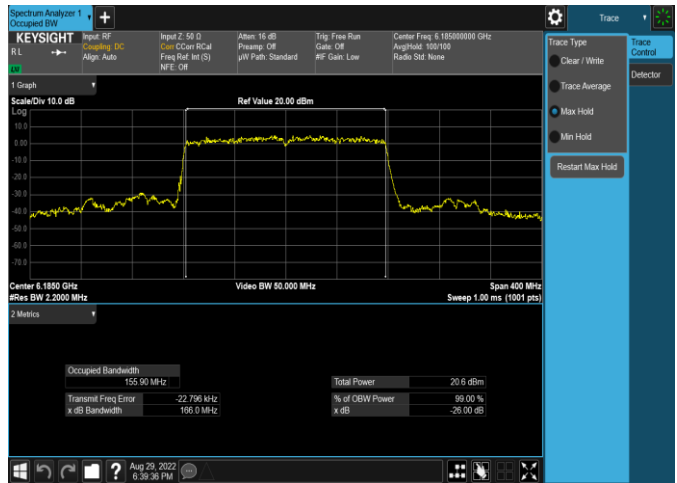 Spectrum Analyzer 1
Occupied BW
Trace
KEYSIGHT
Input: RF
Input Z: 50 Ω
Atten: 16 dB
Trig: Free Run
Center Freq: 6.185000000 GHz
RL
Coupling: DC
Corr CCorr RCal
Preamp: Off
Gate: Off
Avg|Hold: 100/100
Align: Auto
Freq Ref: Int (S)
µW Path: Standard
#IF Gain: Low
Radio Std: None
NFE: Off
1 Graph
Scale/Div 10.0 dB
Ref Value 20.00 dBm
Log
10.0
0.00
-10.0
-20.0
-30.0
-40.0
-50.0
-60.0
-70.0
Center 6.1850 GHz
Video BW 50.000 MHz
Span 400 MHz
#Res BW 2.2000 MHz
Sweep 1.00 ms (1001 pts)
2 Metrics
Occupied Bandwidth
155.90 MHz
Total Power
20.6 dBm
Transmit Freq Error
-22.796 kHz
% of OBW Power
99.00 %
x dB Bandwidth
166.0 MHz
x dB
-26.00 dB
Aug 29, 2022
6:39:36 PM
Trace Type
Clear / Write
Trace Average
Max Hold
Min Hold
Restart Max Hold
Trace
Control
Detector